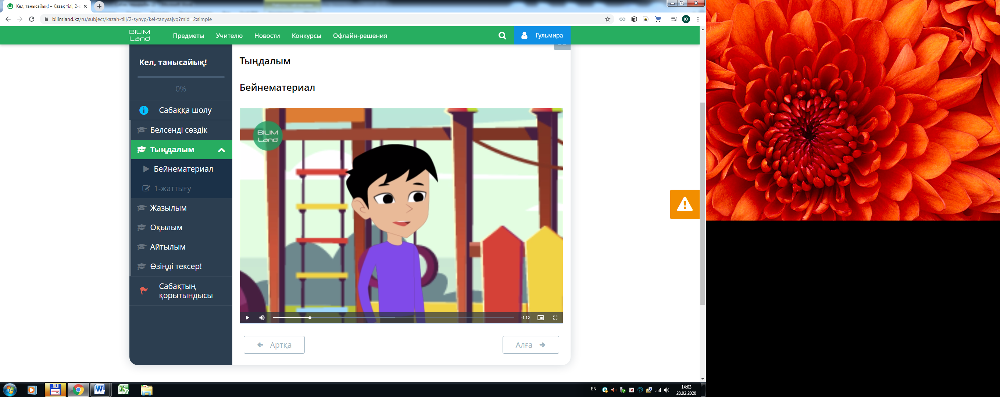 Кел, танысайық! – Қазақ тілі, 2-с
bilimland.kz/ru/subject/kazah-tili/2-synyp/kel-tanysajyq?mid=2:simple
Ю
BILIM
Land
Предметы Учителю Новости Конкурсы Офлайн-решения
Гульмира
Кел, танысайық!
0%
Сабаққа шолу
Белсенді сөздік
Тыңдалым
Бейнематериал
1-жаттығу
Жазылым
Оқылым
Айтылым
Өзіңді тексер!
Сабақтың
қорытындысы
Тыңдалым
Бейнематериал
BILIM
Land
-1:15
Артқа
Алға
EN
14:03
28.02.2020